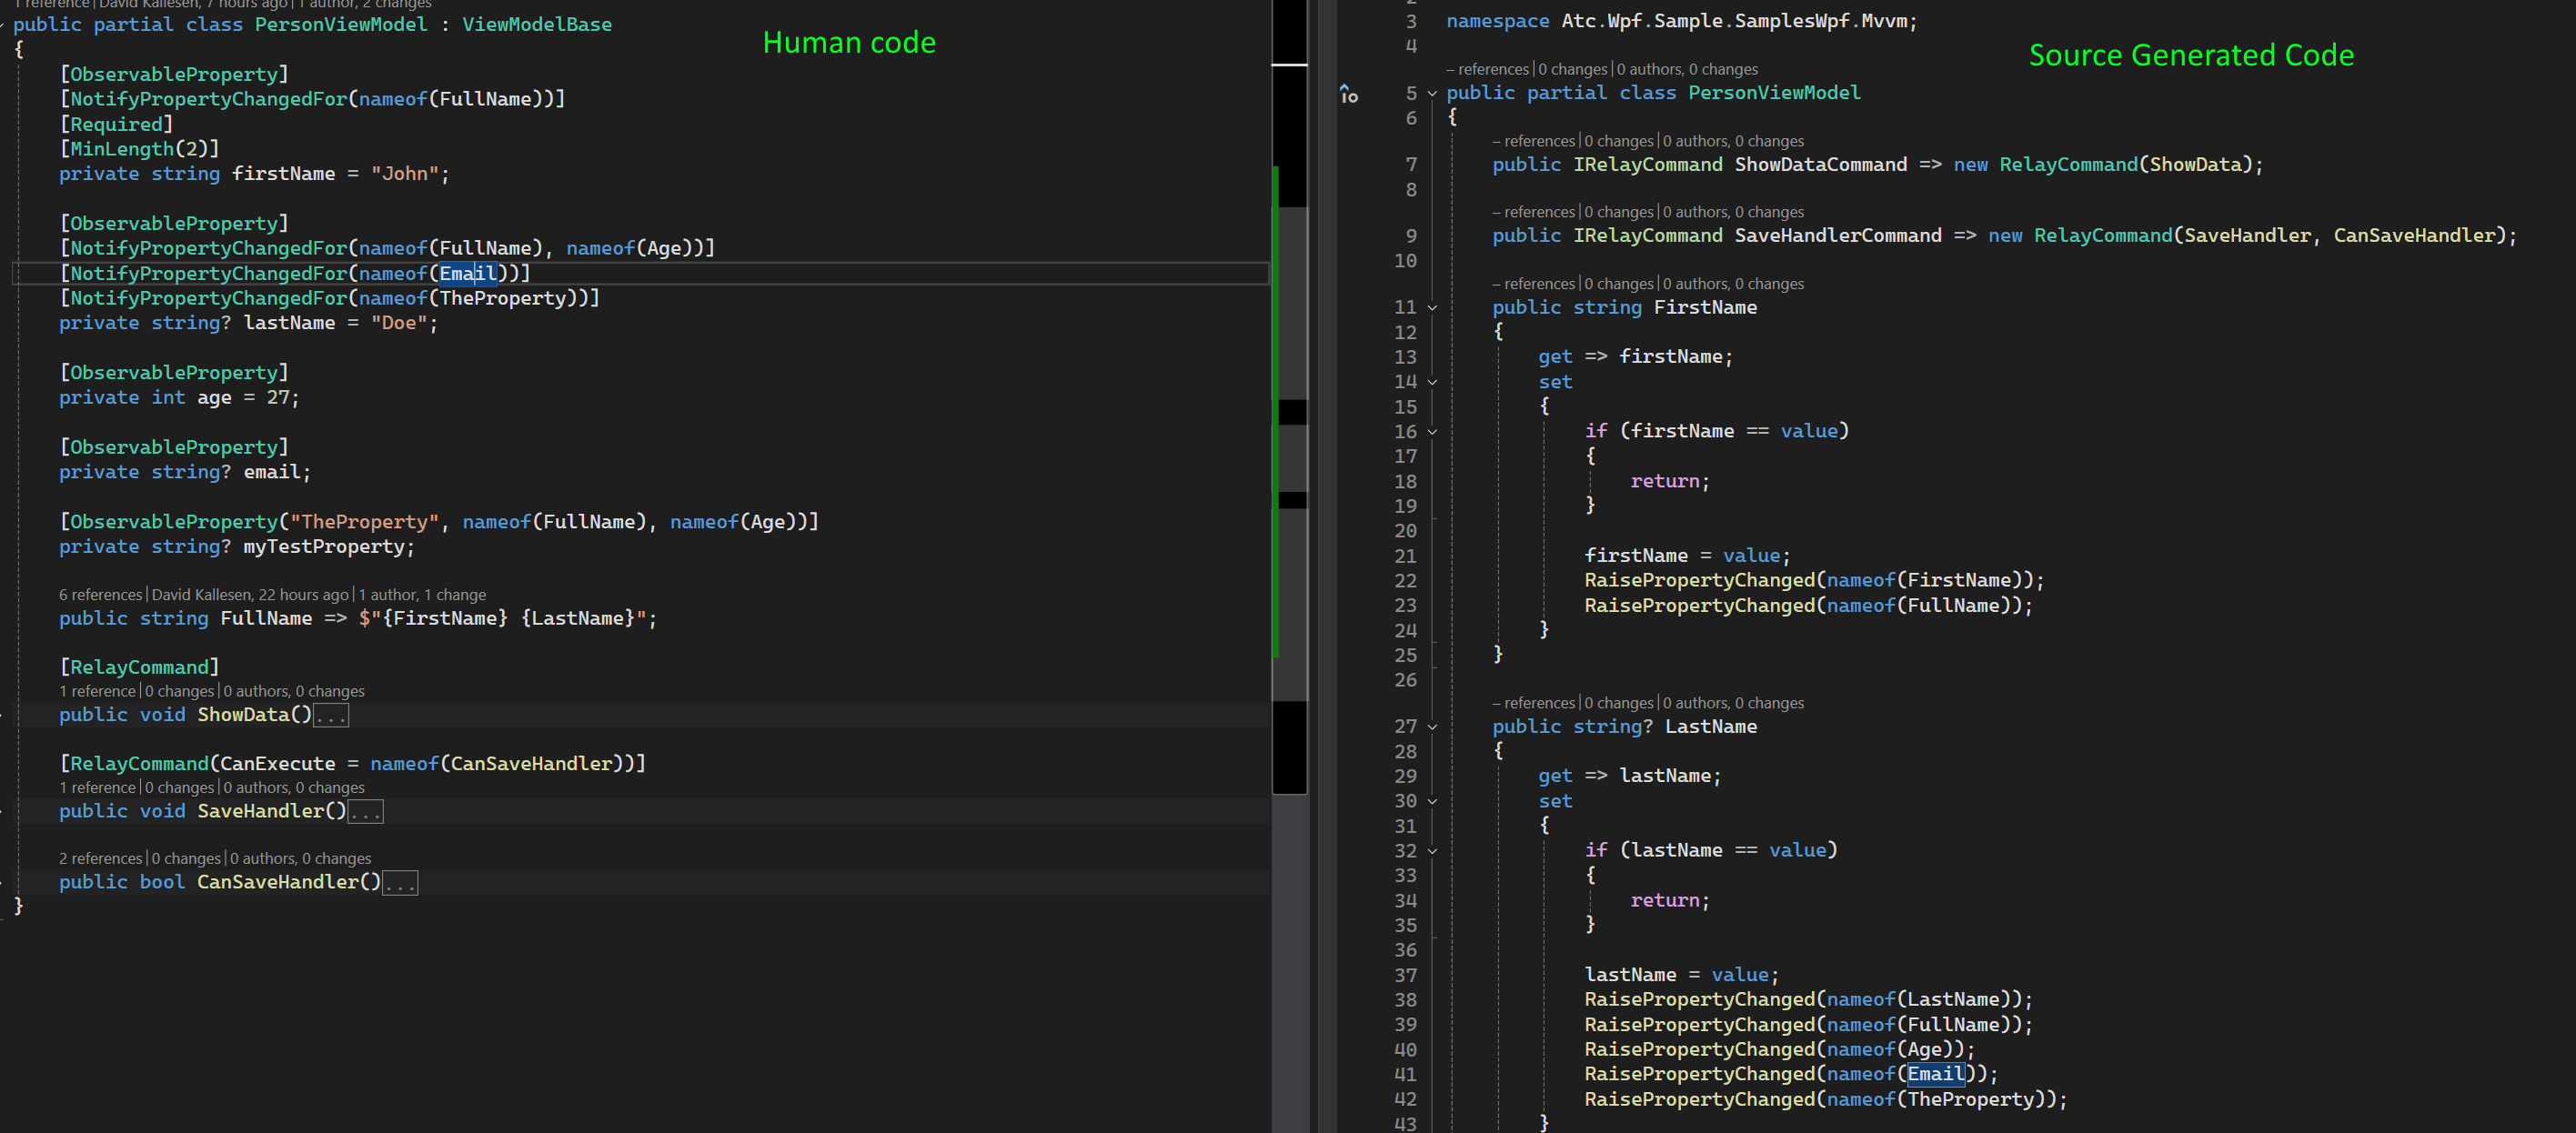 1 reference | David Kallesen, 7 hours ago | 1 author, 2 changes
public partial class PersonViewModel : ViewModelBase
Human code
{
[ObservableProperty]
[NotifyPropertyChangedFor(nameof(FullName))]
[Required]
[MinLength(2)]
private string firstName = "John";
[ObservableProperty]
[NotifyPropertyChangedFor(nameof(FullName), nameof(Age))]
[NotifyPropertyChangedFor(nameof(Email))]
[NotifyPropertyChangedFor(nameof(TheProperty))]
private string? lastName = "Doe";
[ObservableProperty]
private int age = 27;
[ObservableProperty]
private string? email;
[ObservableProperty("TheProperty", nameof(FullName), nameof(Age))]
private string? myTestProperty;
6 references | David Kallesen, 22 hours ago | 1 author, 1 change
public string FullName => $"{FirstName} {LastName}";
[RelayCommand]
1 reference | 0 changes | 0 authors, 0 changes
public void ShowData()...
[RelayCommand(CanExecute = nameof(CanSaveHandler))]
1 reference | 0 changes | 0 authors, 0 changes
public void SaveHandler()...
2 references | 0 changes | 0 authors, 0 changes
public bool CanSaveHandler()...
}
3 namespace Atc.Wpf.Sample.SamplesWpf.Mvvm;
4
Source Generated Code
– references | 0 changes | 0 authors, 0 changes
5 public partial class PersonViewModel
6 {
– references | 0 changes | 0 authors, 0 changes
7 public IRelayCommand ShowDataCommand => new RelayCommand(ShowData);
8
– references | 0 changes | 0 authors, 0 changes
9 public IRelayCommand SaveHandlerCommand => new RelayCommand(SaveHandler, CanSaveHandler);
10
– references | 0 changes | 0 authors, 0 changes
11 public string FirstName
12 {
13 get => firstName;
14 set
15 {
16 if (firstName == value)
17 {
18 return;
19 }
20
21 firstName = value;
22 RaisePropertyChanged(nameof(FirstName));
23 RaisePropertyChanged(nameof(FullName));
24 }
25 }
26
– references | 0 changes | 0 authors, 0 changes
27 public string? LastName
28 {
29 get => lastName;
30 set
31 {
32 if (lastName == value)
33 {
34 return;
35 }
36
37 lastName = value;
38 RaisePropertyChanged(nameof(LastName));
39 RaisePropertyChanged(nameof(FullName));
40 RaisePropertyChanged(nameof(Age));
41 RaisePropertyChanged(nameof(Email));
42 RaisePropertyChanged(nameof(TheProperty));
43 }